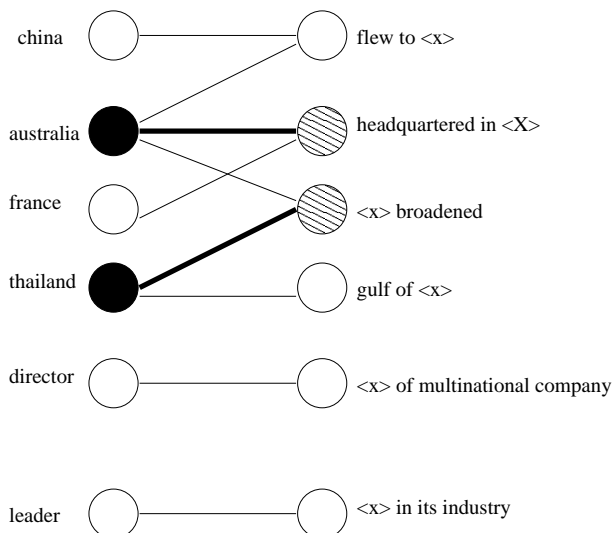 china
flew to <x>
australia
headquartered in <X>
france
<x> broadened
thailand
gulf of <x>
director
<x> of multinational company
leader
<x> in its industry